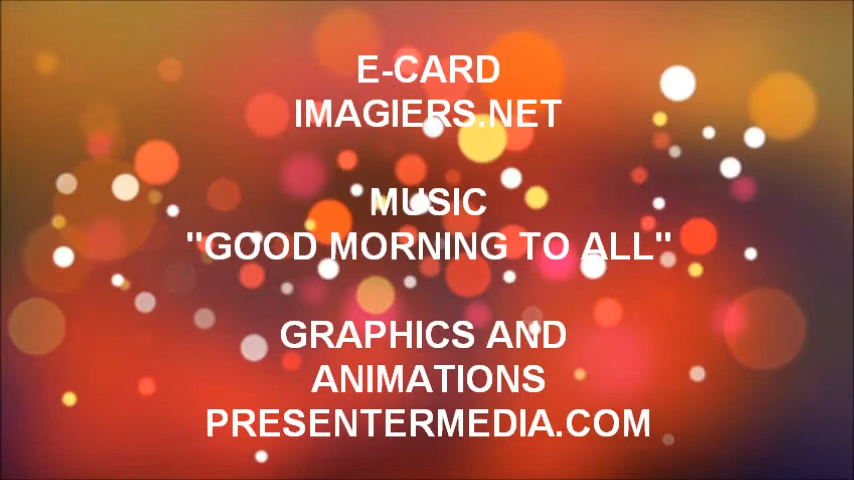 E-CARD
IMAGIERS.NET
MUSIC
"GOOD MORNING TO ALL"
GRAPHICS AND
ANIMATIONS
PRESENTERMEDIA.COM